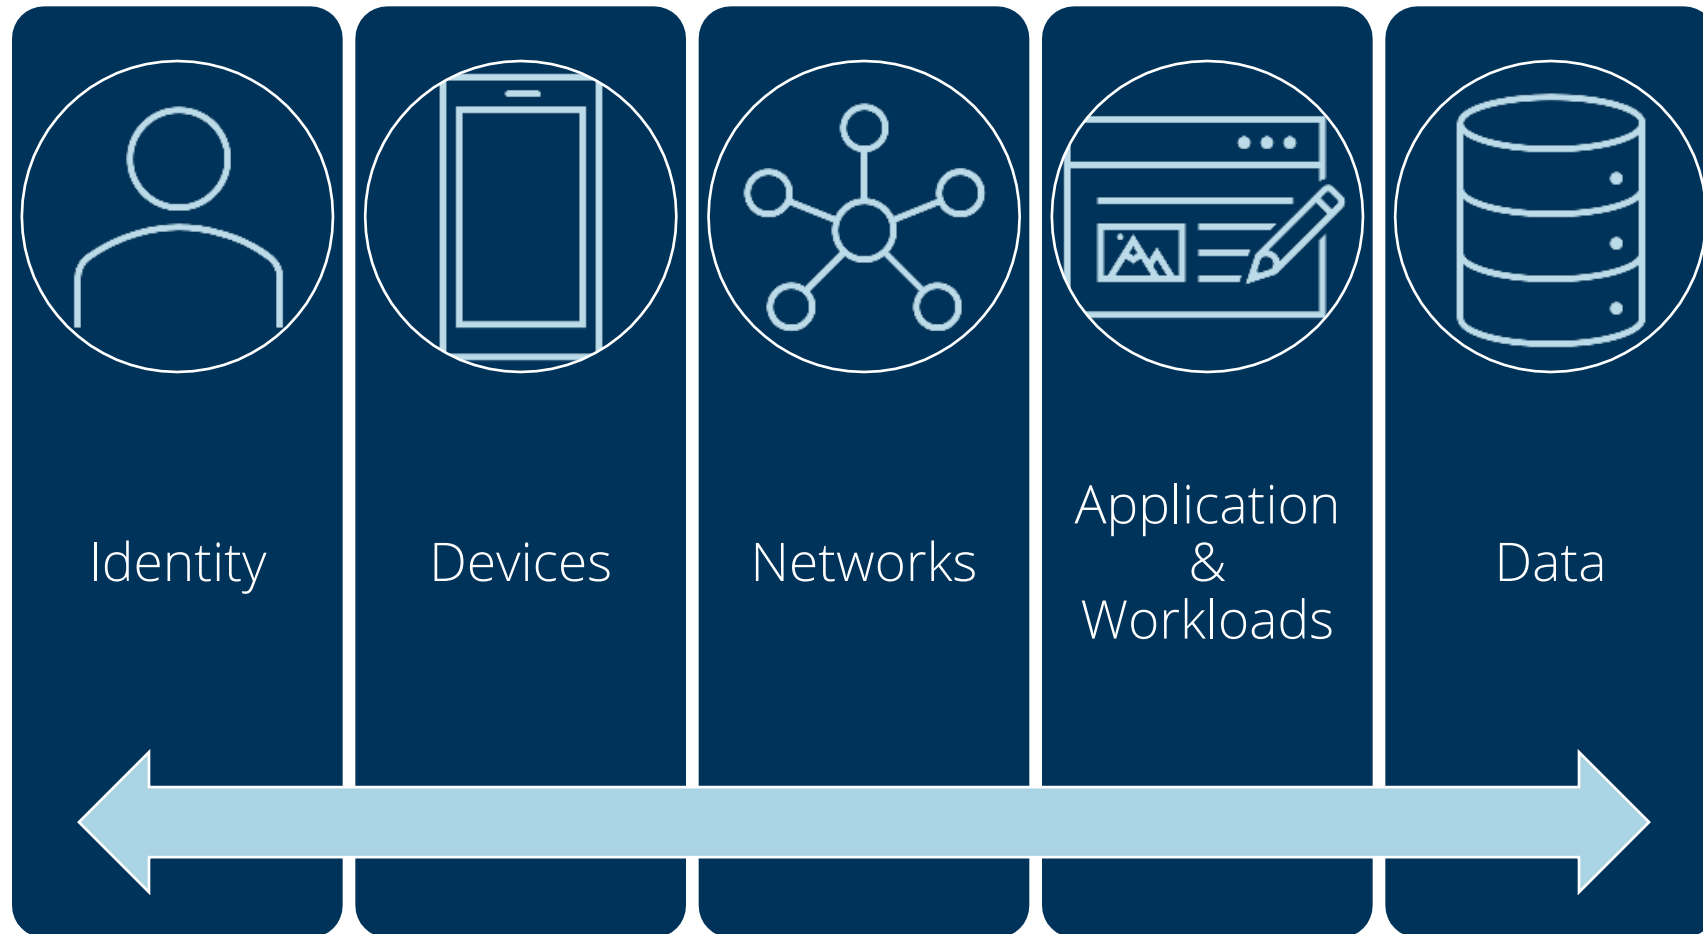 Identity
Devices
Networks
Application
&
Workloads
Data